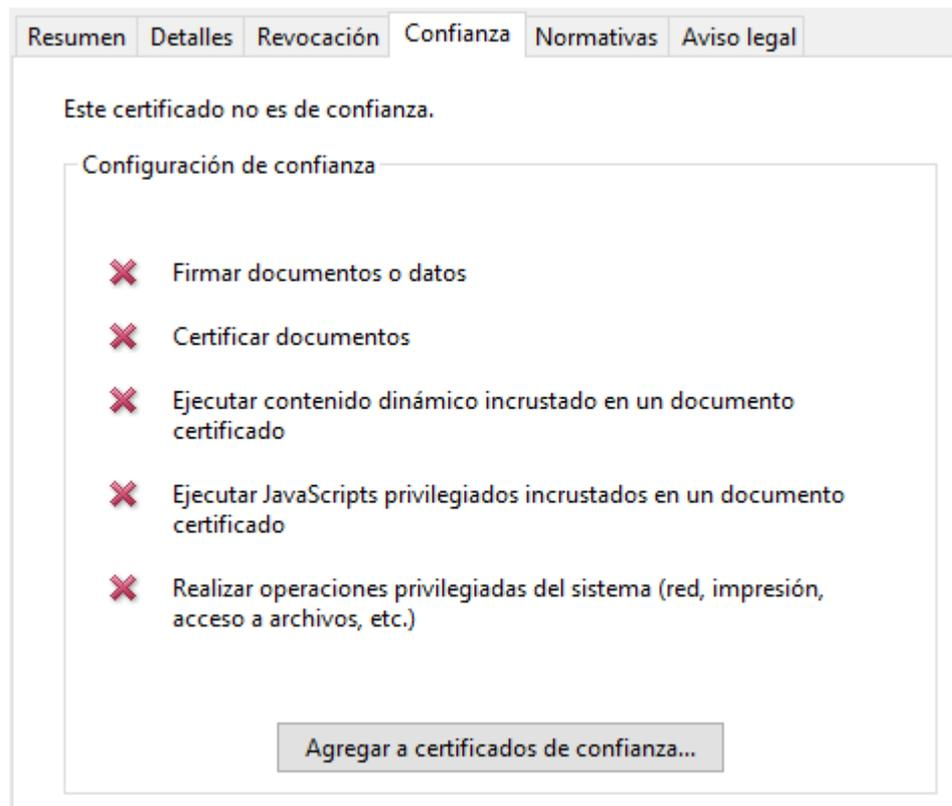 Resumen Detalles Revocación Confianza Normativas Aviso legal
Este certificado no es de confianza.
Configuración de confianza
Firmar documentos o datos
Certificar documentos
Ejecutar contenido dinámico incrustado en un documento
certificado
Ejecutar JavaScripts privilegiados incrustados en un documento
certificado
Realizar operaciones privilegiadas del sistema (red, impresión,
acceso a archivos, etc.)
Agregar a certificados de confianza...